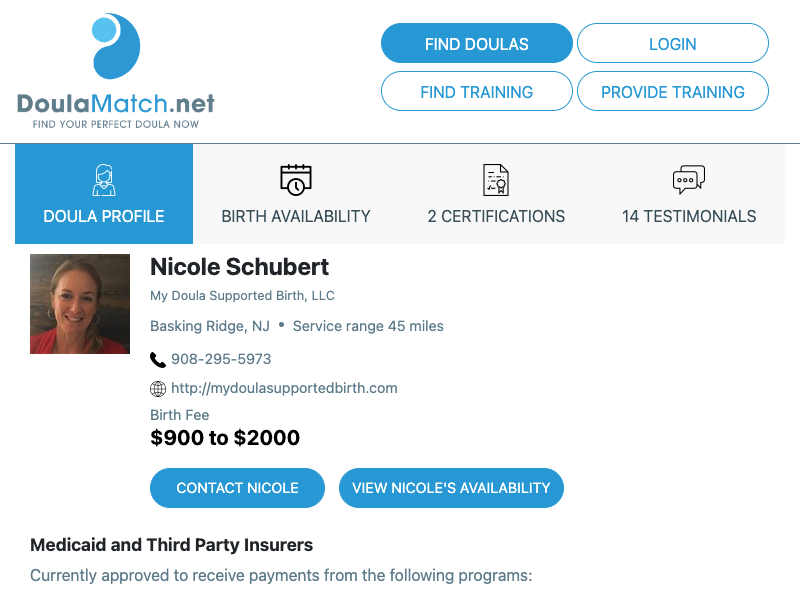 DoulaMatch.net
FIND YOUR PERFECT DOULA NOW
FIND DOULAS
LOGIN
FIND TRAINING
PROVIDE TRAINING
DOULA PROFILE
BIRTH AVAILABILITY
2 CERTIFICATIONS
14 TESTIMONIALS
Nicole Schubert
My Doula Supported Birth, LLC
Basking Ridge, NJ • Service range 45 miles
908-295-5973
http://mydoulasupportedbirth.com
Birth Fee
$900 to $2000
CONTACT NICOLE
VIEW NICOLE'S AVAILABILITY
Medicaid and Third Party Insurers
Currently approved to receive payments from the following programs: